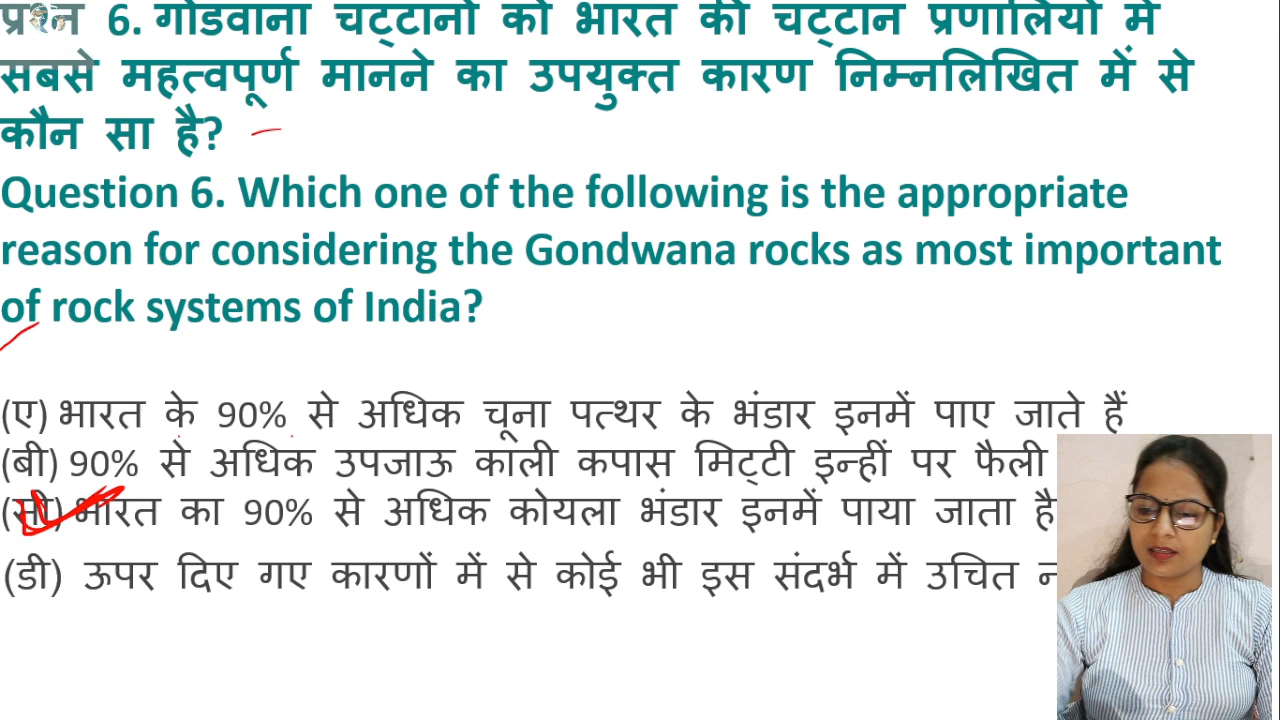 प्रश्न 6. गोंडवाना चट्टानों को भारत की चट्टान प्रणालियों में
सबसे महत्वपूर्ण मानने का उपयुक्त कारण निम्नलिखित में से
कौन सा है?
Question 6. Which one of the following is the appropriate
reason for considering the Gondwana rocks as most important
of rock systems of India?
(ए) भारत के 90% से अधिक चूना पत्थर के भंडार इनमें पाए जाते हैं
(बी) 90% से अधिक उपजाऊ काली कपास मिट्टी इन्हीं पर फैली
(सी) भारत का 90% से अधिक कोयला भंडार इनमें पाया जाता है
(डी) ऊपर दिए गए कारणों में से कोई भी इस संदर्भ में उचित